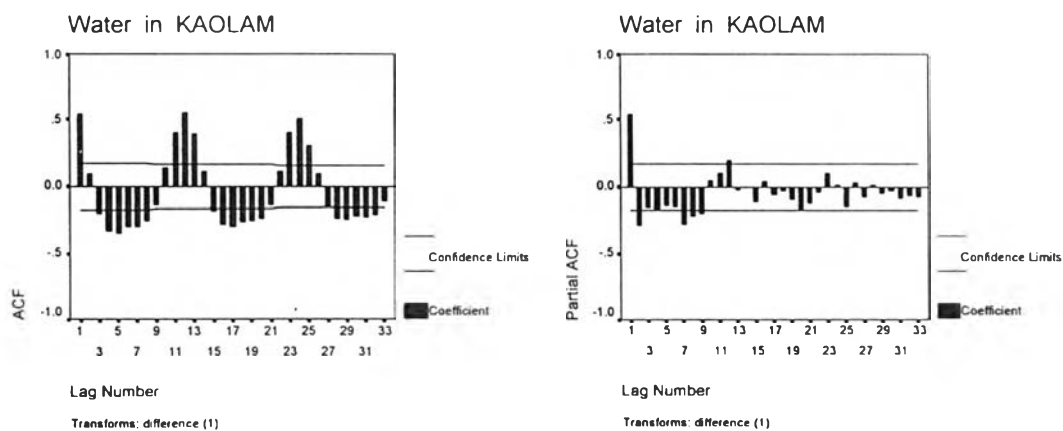 Water in KAOLAM
1.0
.5
0.0
-.5
-1.0
ACF
1 5 9 13 17 21 25 29 33
3 7 11 15 19 23 27 31
Lag Number
Transforms: difference (1)
Confidence Limits
Coefficient
Water in KAOLAM
1.0
.5
0.0
-.5
-1.0
Partial ACF
1 5 9 13 17 21 25 29 33
3 7 11 15 19 23 27 31
Lag Number
Transforms: difference (1)
Confidence Limits
Coefficient